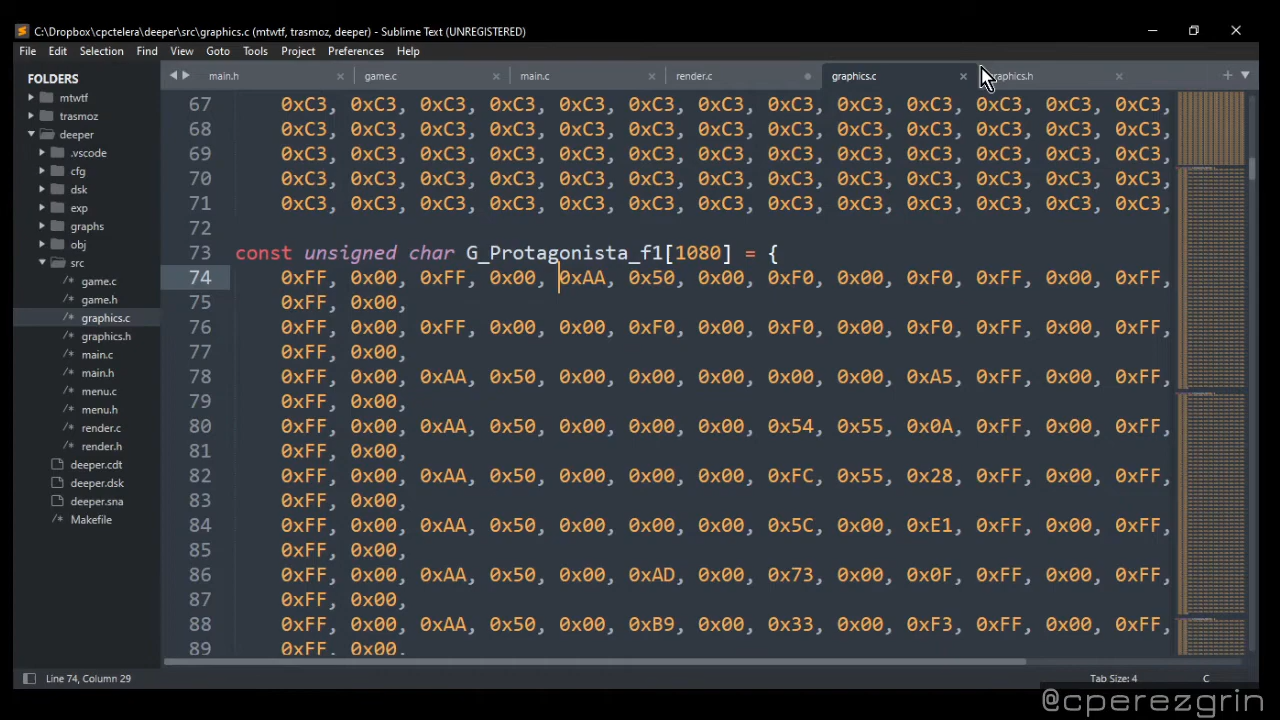 C:\Dropbox\cpctelera\deeper\src\graphics.c (mtwtf, trasmoz, deeper) - Sublime Text (UNREGISTERED)
File Edit Selection Find View Goto Tools Project Preferences Help
FOLDERS
mtwtf
trasmoz
deeper
.vscode
cfg
dsk
exp
graphs
obj
src
game.c
game.h
graphics.c
graphics.h
main.c
main.h
menu.c
menu.h
render.c
render.h
deeper.cdt
deeper.dsk
deeper.sna
Makefile
main.h game.c main.c render.c graphics.c raphics.h
67 0xC3, 0xC3, 0xC3, 0xC3, 0xC3, 0xC3, 0xC3, 0xC3, 0xC3, 0xC3, 0xC3, 0xC3, 0xC3,
68 0xC3, 0xC3, 0xC3, 0xC3, 0xC3, 0xC3, 0xC3, 0xC3, 0xC3, 0xC3, 0xC3, 0xC3, 0xC3,
69 0xC3, 0xC3, 0xC3, 0xC3, 0xC3, 0xC3, 0xC3, 0xC3, 0xC3, 0xC3, 0xC3, 0xC3, 0xC3,
70 0xC3, 0xC3, 0xC3, 0xC3, 0xC3, 0xC3, 0xC3, 0xC3, 0xC3, 0xC3, 0xC3, 0xC3, 0xC3,
71 0xC3, 0xC3, 0xC3, 0xC3, 0xC3, 0xC3, 0xC3, 0xC3, 0xC3, 0xC3, 0xC3, 0xC3, 0xC3,
72
73 const unsigned char G_Protagonista_f1[1080] = {
74 0xFF, 0x00, 0xFF, 0x00, 0xAA, 0x50, 0x00, 0xF0, 0x00, 0xF0, 0xFF, 0x00, 0xFF,
75 0xFF, 0x00,
76 0xFF, 0x00, 0xFF, 0x00, 0x00, 0xF0, 0x00, 0xF0, 0x00, 0xF0, 0xFF, 0x00, 0xFF,
77 0xFF, 0x00,
78 0xFF, 0x00, 0xAA, 0x50, 0x00, 0x00, 0x00, 0x00, 0x00, 0xA5, 0xFF, 0x00, 0xFF,
79 0xFF, 0x00,
80 0xFF, 0x00, 0xAA, 0x50, 0x00, 0x00, 0x00, 0x54, 0x55, 0x0A, 0xFF, 0x00, 0xFF,
81 0xFF, 0x00,
82 0xFF, 0x00, 0xAA, 0x50, 0x00, 0x00, 0x00, 0xFC, 0x55, 0x28, 0xFF, 0x00, 0xFF,
83 0xFF, 0x00,
84 0xFF, 0x00, 0xAA, 0x50, 0x00, 0x00, 0x00, 0x5C, 0x00, 0xE1, 0xFF, 0x00, 0xFF,
85 0xFF, 0x00,
86 0xFF, 0x00, 0xAA, 0x50, 0x00, 0xAD, 0x00, 0x73, 0x00, 0x0F, 0xFF, 0x00, 0xFF,
87 0xFF, 0x00,
88 0xFF, 0x00, 0xAA, 0x50, 0x00, 0xB9, 0x00, 0x33, 0x00, 0xF3, 0xFF, 0x00, 0xFF,
89 0xFF, 0x00,
Line 74, Column 29 Tab Size: 4 C
@cperezgrin